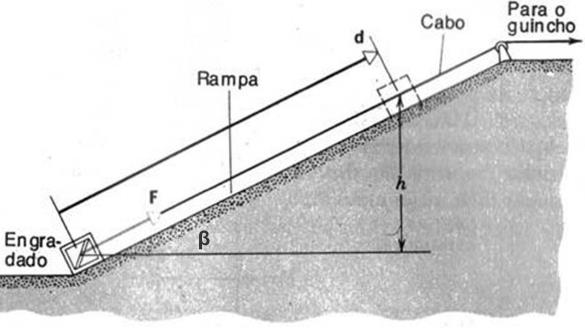 Para o
guincho
Cabo
d
Rampa
F
h
β
Engra-
dado